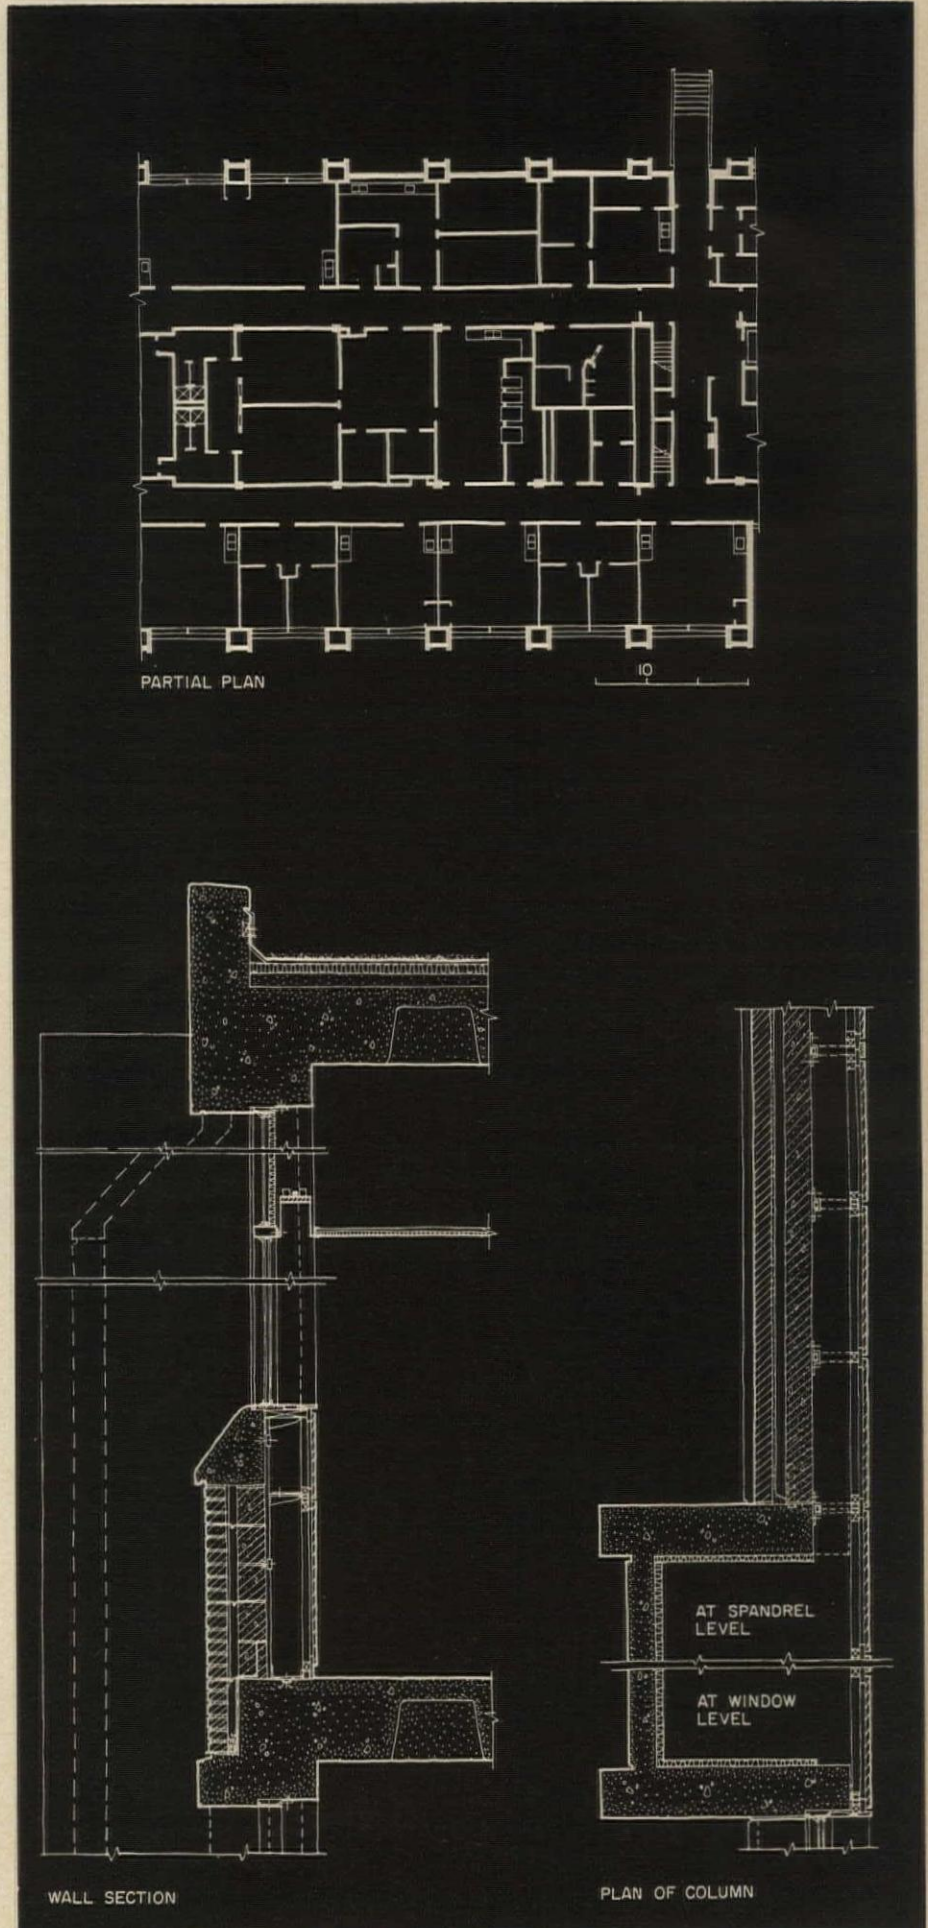 PARTIAL PLAN
10
AT SPANDREL
LEVEL
AT WINDOW
LEVEL
WALL SECTION
PLAN OF COLUMN